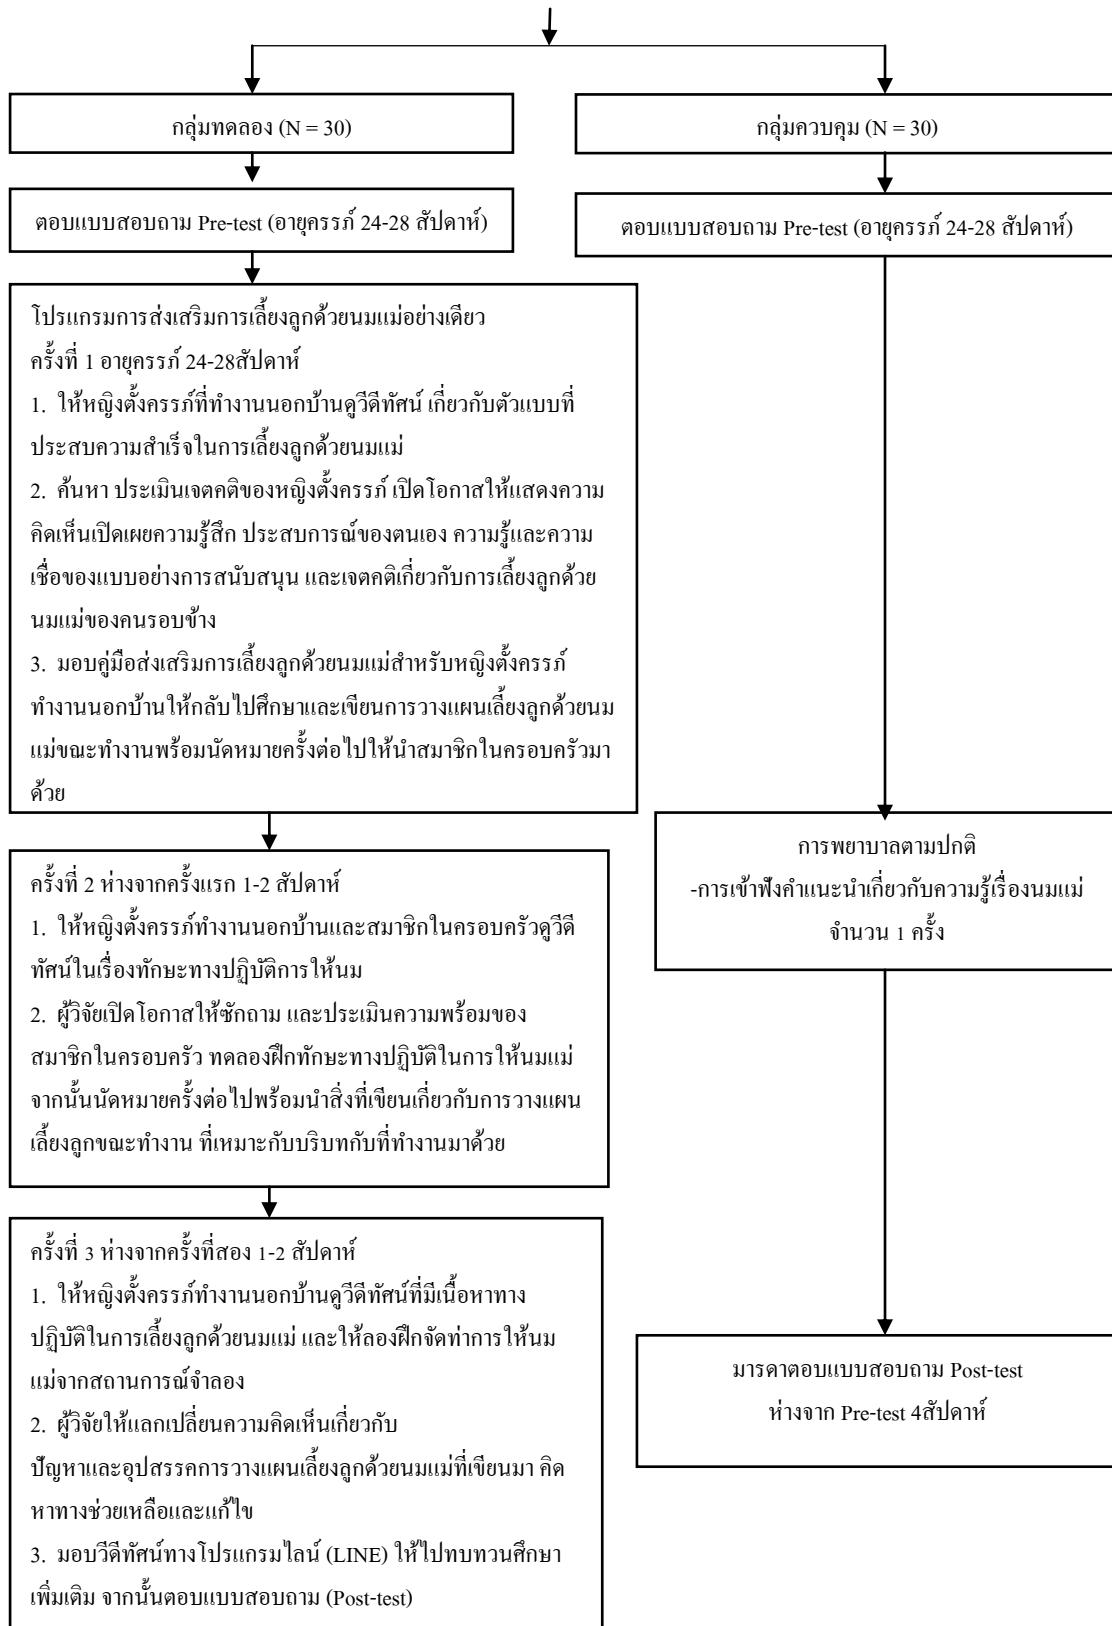 กลุ่มทดลอง (N = 30)
กลุ่มควบคุม (N = 30)
ตอบแบบสอบถาม Pre-test (อายุครรภ์ 24-28 สัปดาห์)
ตอบแบบสอบถาม Pre-test (อายุครรภ์ 24-28 สัปดาห์)
โปรแกรมการส่งเสริมการเลี้ยงลูกด้วยนมแม่อย่างเดียว
ครั้งที่ 1 อายุครรภ์ 24-28สัปดาห์
1. ให้หญิงตั้งครรภ์ที่ทำงานนอกบ้านดูวีดีทัศน์ เกี่ยวกับตัวแบบที่
ประสบความสำเร็จในการเลี้ยงลูกด้วยนมแม่
2. ค้นหา ประเมินเจตคติของหญิงตั้งครรภ์ เปิดโอกาสให้แสดงความ
คิดเห็นเปิดเผยความรู้สึก ประสบการณ์ของตนเอง ความรู้และความ
เชื่อของแบบอย่างการสนับสนุน และเจตคติเกี่ยวกับการเลี้ยงลูกด้วย
นมแม่ของคนรอบข้าง
3. มอบคู่มือส่งเสริมการเลี้ยงลูกด้วยนมแม่สำหรับหญิงตั้งครรภ์
ทำงานนอกบ้านให้กลับไปศึกษาและเขียนการวางแผนเลี้ยงลูกด้วยนม
แม่ขณะทำงานพร้อมนัดหมายครั้งต่อไปให้นำสมาชิกในครอบครัวมา
ด้วย
การพยาบาลตามปกติ
-การเข้าฟังคำแนะนำเกี่ยวกับความรู้เรื่องนมแม่
จำนวน 1 ครั้ง
ครั้งที่ 2 ห่างจากครั้งแรก 1-2 สัปดาห์
1. ให้หญิงตั้งครรภ์ทำงานนอกบ้านและสมาชิกในครอบครัวดูวีดี
ทัศน์ในเรื่องทักษะทางปฏิบัติการให้นม
2. ผู้วิจัยเปิดโอกาสให้ซักถาม และประเมินความพร้อมของ
สมาชิกในครอบครัว ทดลองฝึกทักษะทางปฏิบัติในการให้นมแม่
จากนั้นนัดหมายครั้งต่อไปพร้อมนำสิ่งที่เขียนเกี่ยวกับการวางแผน
เลี้ยงลูกขณะทำงาน ที่เหมาะกับบริบทกับที่ทำงานมาด้วย
ครั้งที่ 3 ห่างจากครั้งที่สอง 1-2 สัปดาห์
1. ให้หญิงตั้งครรภ์ทำงานนอกบ้านดูวีดีทัศน์ที่มีเนื้อหาทาง
ปฏิบัติในการเลี้ยงลูกด้วยนมแม่ และให้ลองฝึกจัดท่าการให้นม
แม่จากสถานการณ์จำลอง
2. ผู้วิจัยให้แลกเปลี่ยนความคิดเห็นเกี่ยวกับ
ปัญหาและอุปสรรคการวางแผนเลี้ยงลูกด้วยนมแม่ที่เขียนมา คิด
หาทางช่วยเหลือและแก้ไข
3. มอบวีดีทัศน์ทางโปรแกรมไลน์ (LINE) ให้ไปทบทวนศึกษา
เพิ่มเติม จากนั้นตอบแบบสอบถาม (Post-test)
มารดาตอบแบบสอบถาม Post-test
ห่างจาก Pre-test 4สัปดาห์